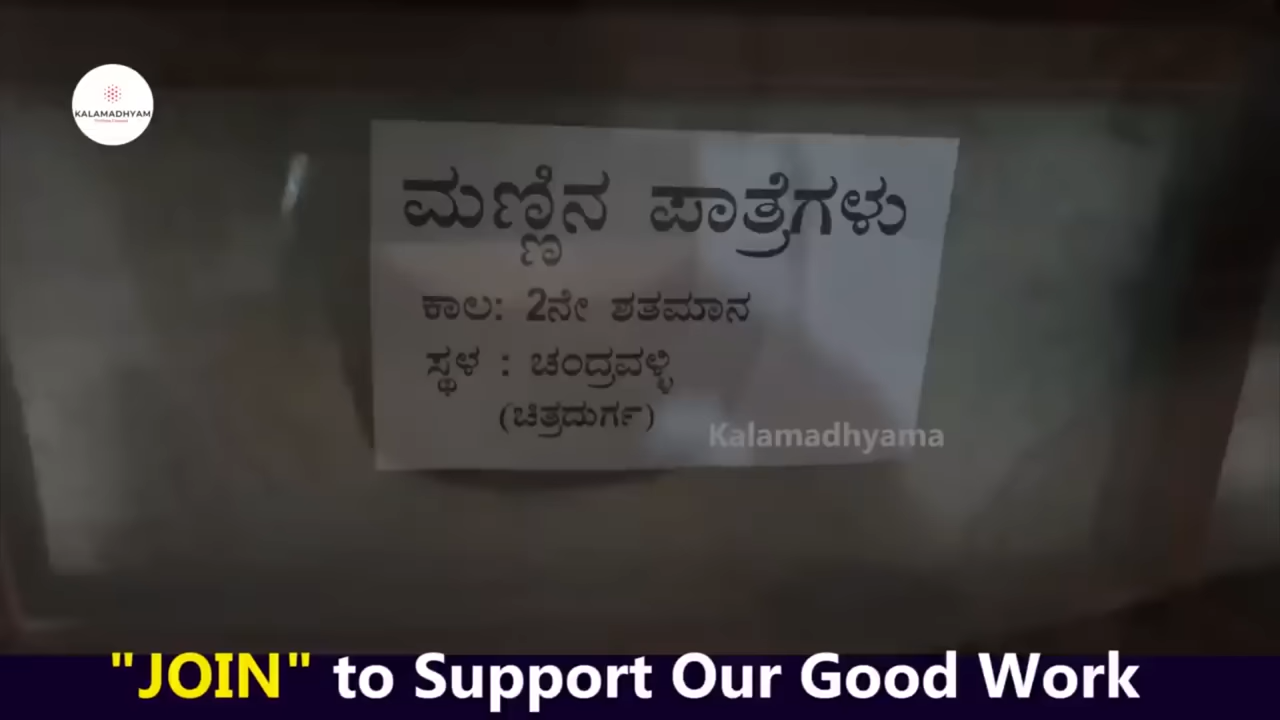 KALAMADHYAM
ಮಣ್ಣಿನ ಪಾತ್ರೆಗಳು
ಕಾಲ: 2ನೇ ಶತಮಾನ
ಸ್ಥಳ : ಚಂದ್ರವಳ್ಳಿ
(ಚಿತ್ರದುರ್ಗ)
Kalamadhyama
"JOIN" to Support Our Good Work